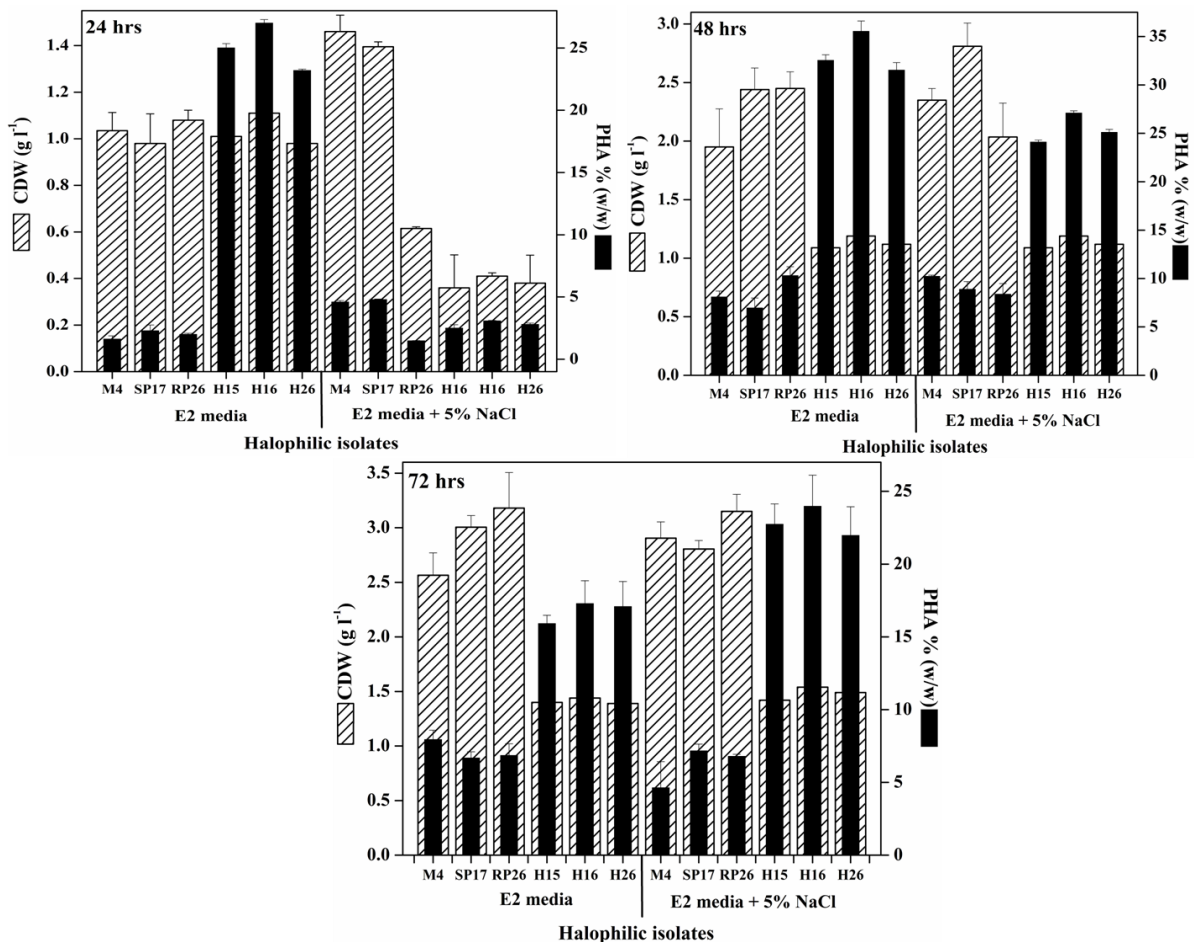 24 hrs
CDW (g l-1)
1.4
1.2
1.0
0.8
0.6
0.4
0.2
0.0
25
20
15
10
5
0
PHA % (w/w)
M4 SP17 RP26 H15 H16 H26 M4 SP17 RP26 H16 H16 H26
E2 media E2 media + 5% NaCl
Halophilic isolates
48 hrs
CDW (g l-1)
3.0
2.5
2.0
1.5
1.0
0.5
0.0
35
30
25
20
15
10
5
0
PHA % (w/w)
M4 SP17 RP26 H15 H16 H26 M4 SP17 RP26 H15 H16 H26
E2 media E2 media + 5% NaCl
Halophilic isolates
72 hrs
CDW (g l-1)
3.5
3.0
2.5
2.0
1.5
1.0
0.5
0.0
25
20
15
10
5
0
PHA % (w/w)
M4 SP17 RP26 H15 H16 H26 M4 SP17 RP26 H15 H16 H26
E2 media E2 media + 5% NaCl
Halophilic isolates